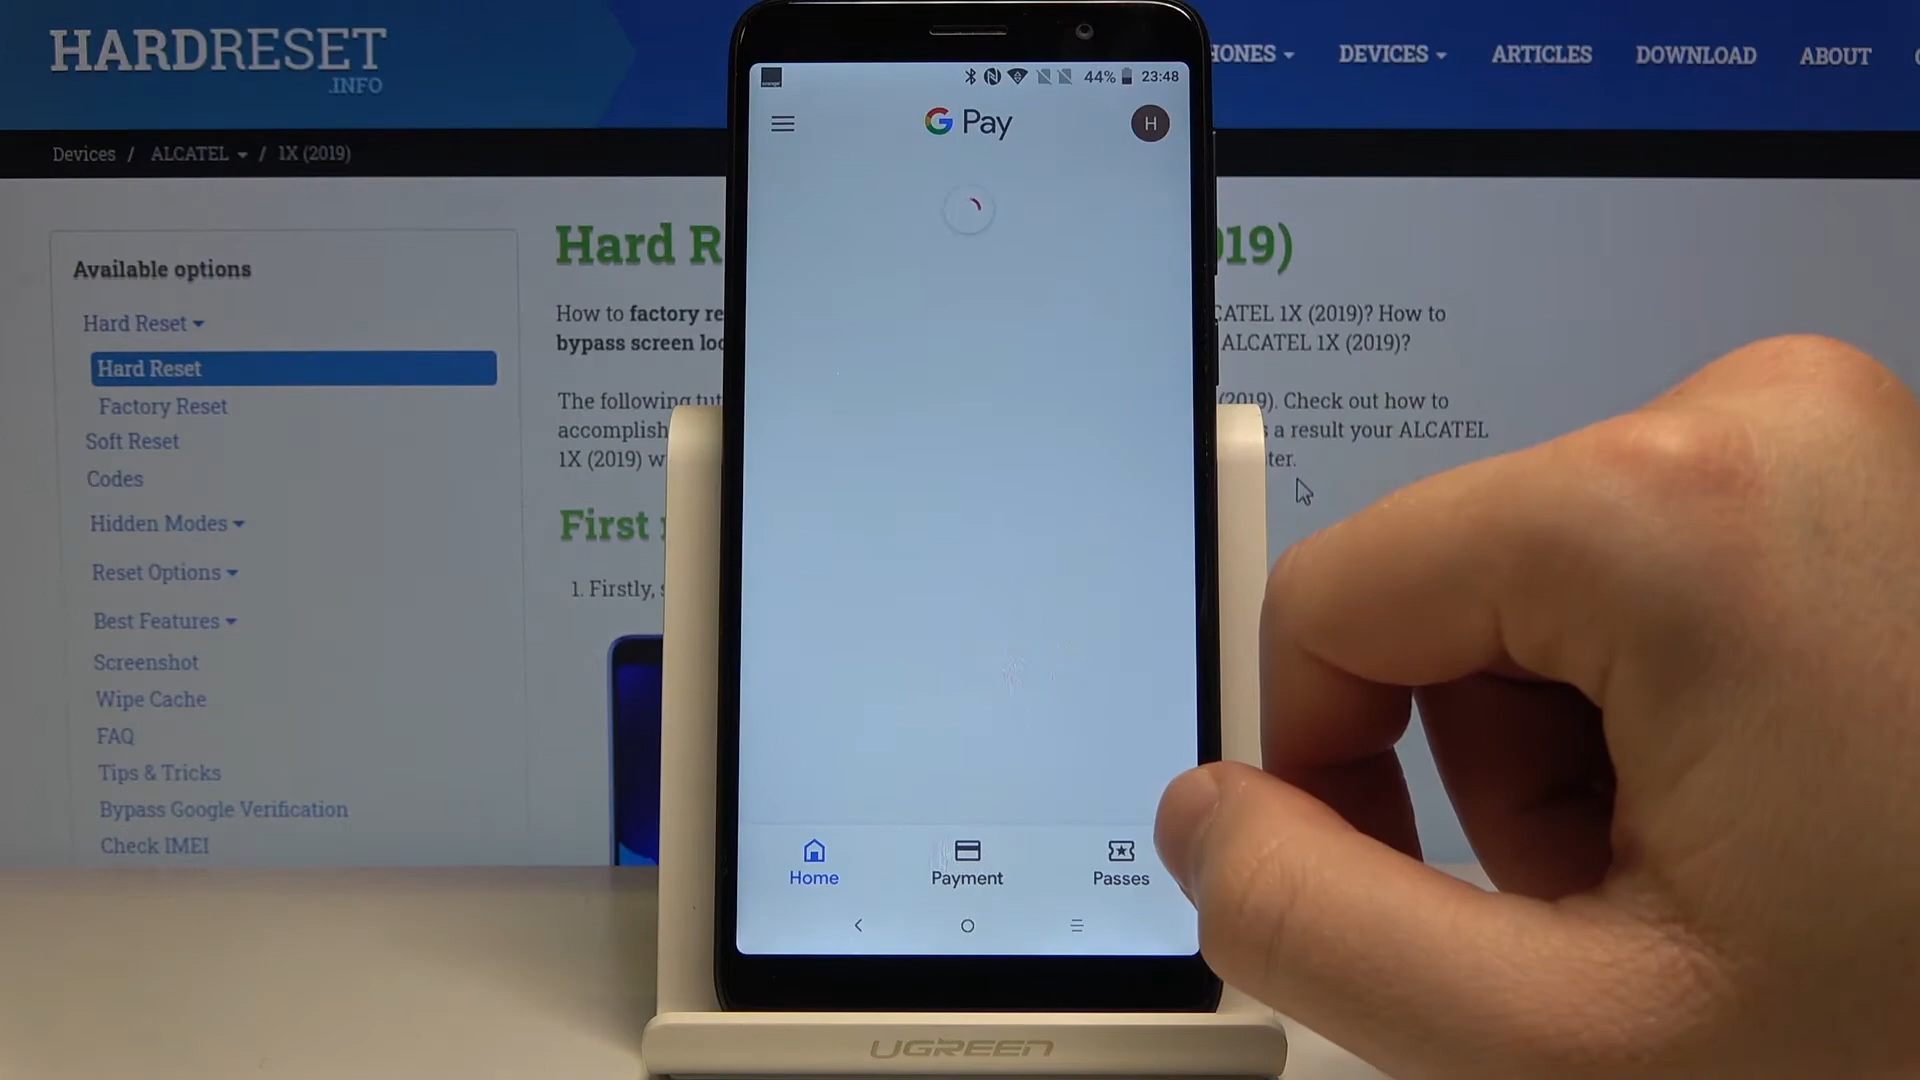 HARDRESET
.INFO
HONES
DEVICES
ARTICLES
DOWNLOAD
ABOUT
Devices / ALCATEL / 1X (2019)
Available options
Hard Reset
Hard Reset
Factory Reset
Soft Reset
Codes
Hidden Modes
Reset Options
Best Features
Screenshot
Wipe Cache
FAQ
Tips & Tricks
Bypass Google Verification
Check IMEI
Hard R
019)
How to factory re
CATEL 1X (2019)? How to
bypass screen loc
ALCATEL 1X (2019)?
The following tut
(2019). Check out how to
accomplish
s a result your ALCATEL
1X (2019) w
ter.
First
1. Firstly, s
44% 23:48
G Pay
H
Home
Payment
Passes
UGREEN